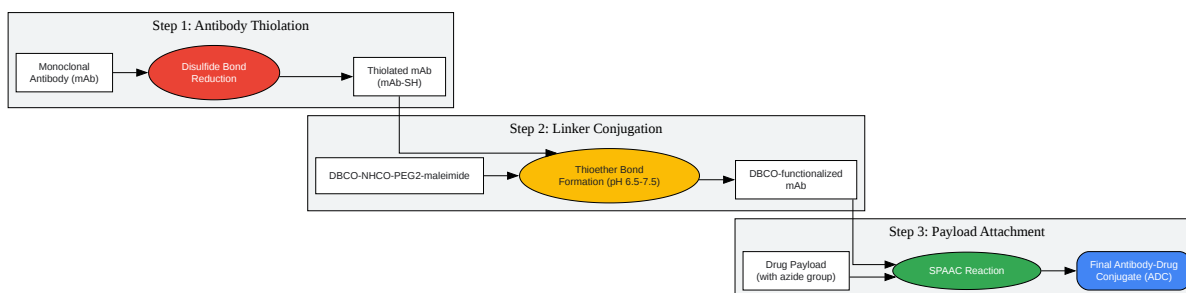 Step 1: Antibody Thiolation
Monoclonal
Antibody (mAb)
Disulfide Bond
Reduction
Thiolated mAb
(mAb-SH)
Step 2: Linker Conjugation
DBCO-NHCO-PEG2-maleimide
Thioether Bond
Formation (pH 6.5-7.5)
DBCO-functionalized
mAb
Step 3: Payload Attachment
Drug Payload
(with azide group)
SPAAC Reaction
Final Antibody-Drug
Conjugate (ADC)